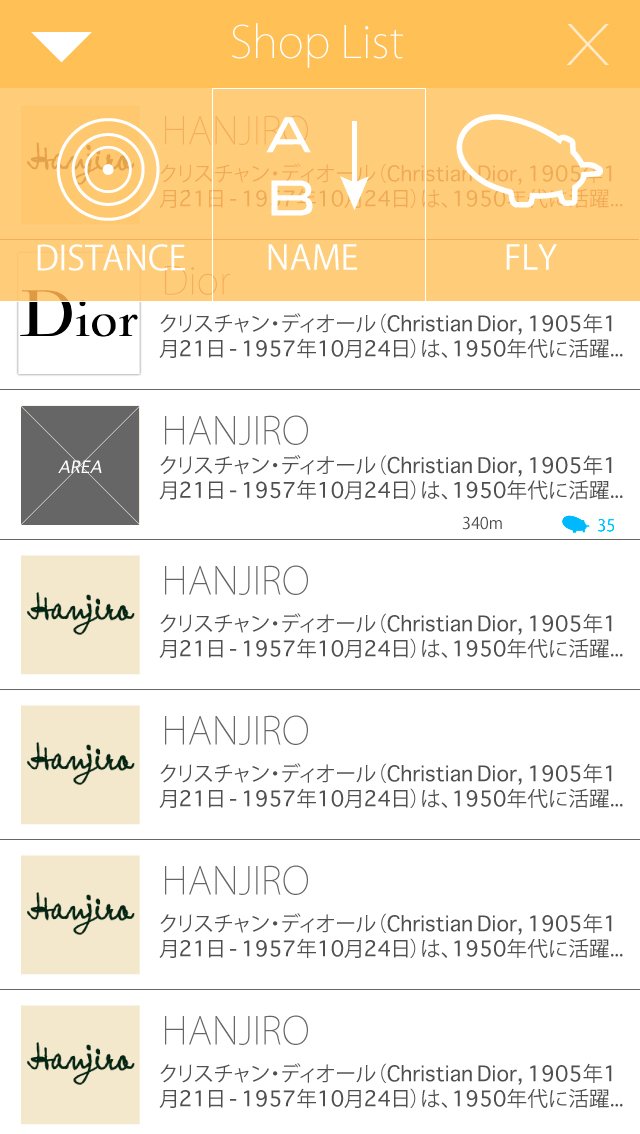 Shop List
HANJIRO
Hanjiro
クリスチャン・ディオール（Christian Dior, 1905年1
月21日 - 1957年10月24日）は、1950年代に活躍...
A
B
DISTANCE
NAME
FLY
Dior
Dior
クリスチャン・ディオール（Christian Dior, 1905年1
月21日 - 1957年10月24日）は、1950年代に活躍...
HANJIRO
AREA
クリスチャン・ディオール（Christian Dior, 1905年1
月21日 - 1957年10月24日）は、1950年代に活躍...
340m
35
HANJIRO
Hanjiro
クリスチャン・ディオール（Christian Dior, 1905年1
月21日 - 1957年10月24日）は、1950年代に活躍...
HANJIRO
Hanjiro
クリスチャン・ディオール（Christian Dior, 1905年1
月21日 - 1957年10月24日）は、1950年代に活躍...
HANJIRO
Hanjiro
クリスチャン・ディオール（Christian Dior, 1905年1
月21日 - 1957年10月24日）は、1950年代に活躍...
HANJIRO
Hanjiro
クリスチャン・ディオール（Christian Dior, 1905年1
月21日 - 1957年10月24日）は、1950年代に活躍...